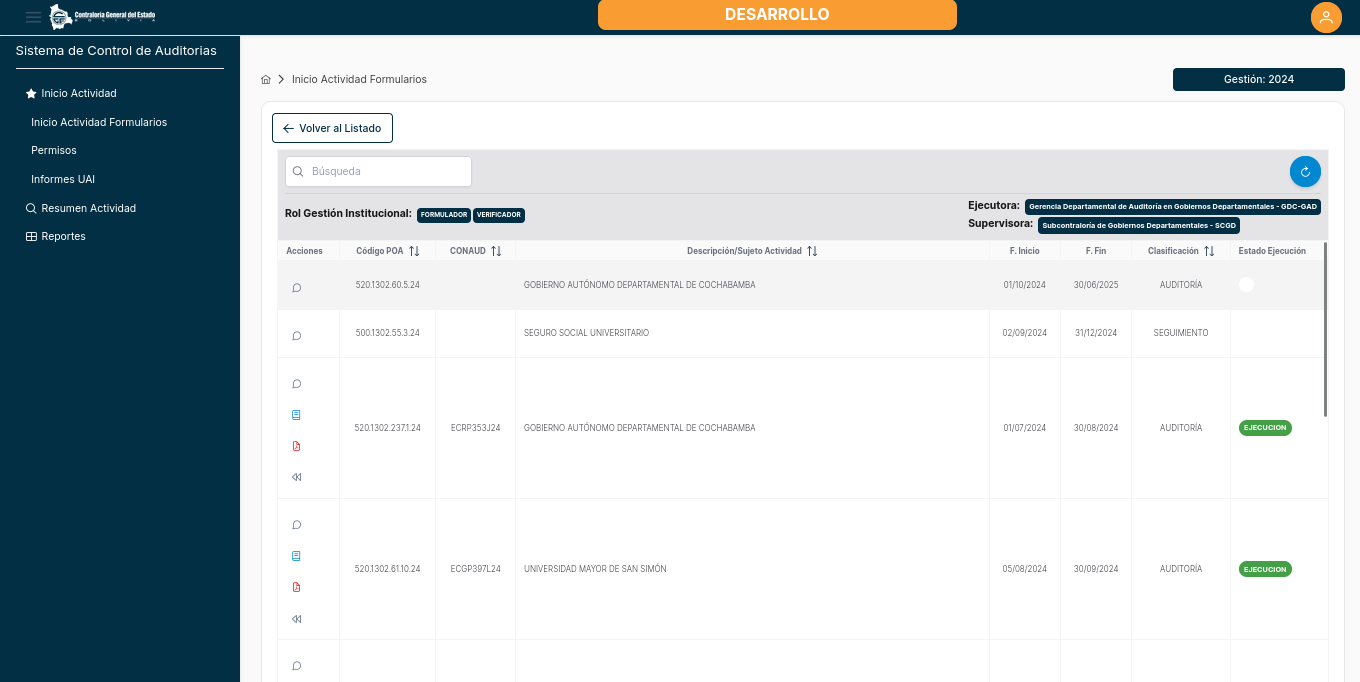 Contraloría General del Estado
B O L I V I A
DESARROLLO
Sistema de Control de Auditorias
Inicio Actividad
Inicio Actividad Formularios
Permisos
Informes UAI
Resumen Actividad
Reportes
Inicio Actividad Formularios
Gestión: 2024
Volver al Listado
Búsqueda
Rol Gestión Institucional: FORMULADOR VERIFICADOR
Ejecutora: Gerencia Departamental de Auditoría en Gobiernos Departamentales - GDC-GAD
Supervisora: Subcontraloría de Gobiernos Departamentales - SCGD
Acciones Código POA CONAUD Descripción/Sujeto Actividad F. Inicio F. Fin Clasificación Estado Ejecución
520.1302.60.5.24 GOBIERNO AUTÓNOMO DEPARTAMENTAL DE COCHABAMBA 01/10/2024 30/06/2025 AUDITORÍA
500.1302.55.3.24 SEGURO SOCIAL UNIVERSITARIO 02/09/2024 31/12/2024 SEGUIMIENTO
520.1302.237.1.24 ECRP353J24 GOBIERNO AUTÓNOMO DEPARTAMENTAL DE COCHABAMBA 01/07/2024 30/08/2024 AUDITORÍA EJECUCION
520.1302.61.10.24 ECGP397L24 UNIVERSIDAD MAYOR DE SAN SIMÓN 05/08/2024 30/09/2024 AUDITORÍA EJECUCION